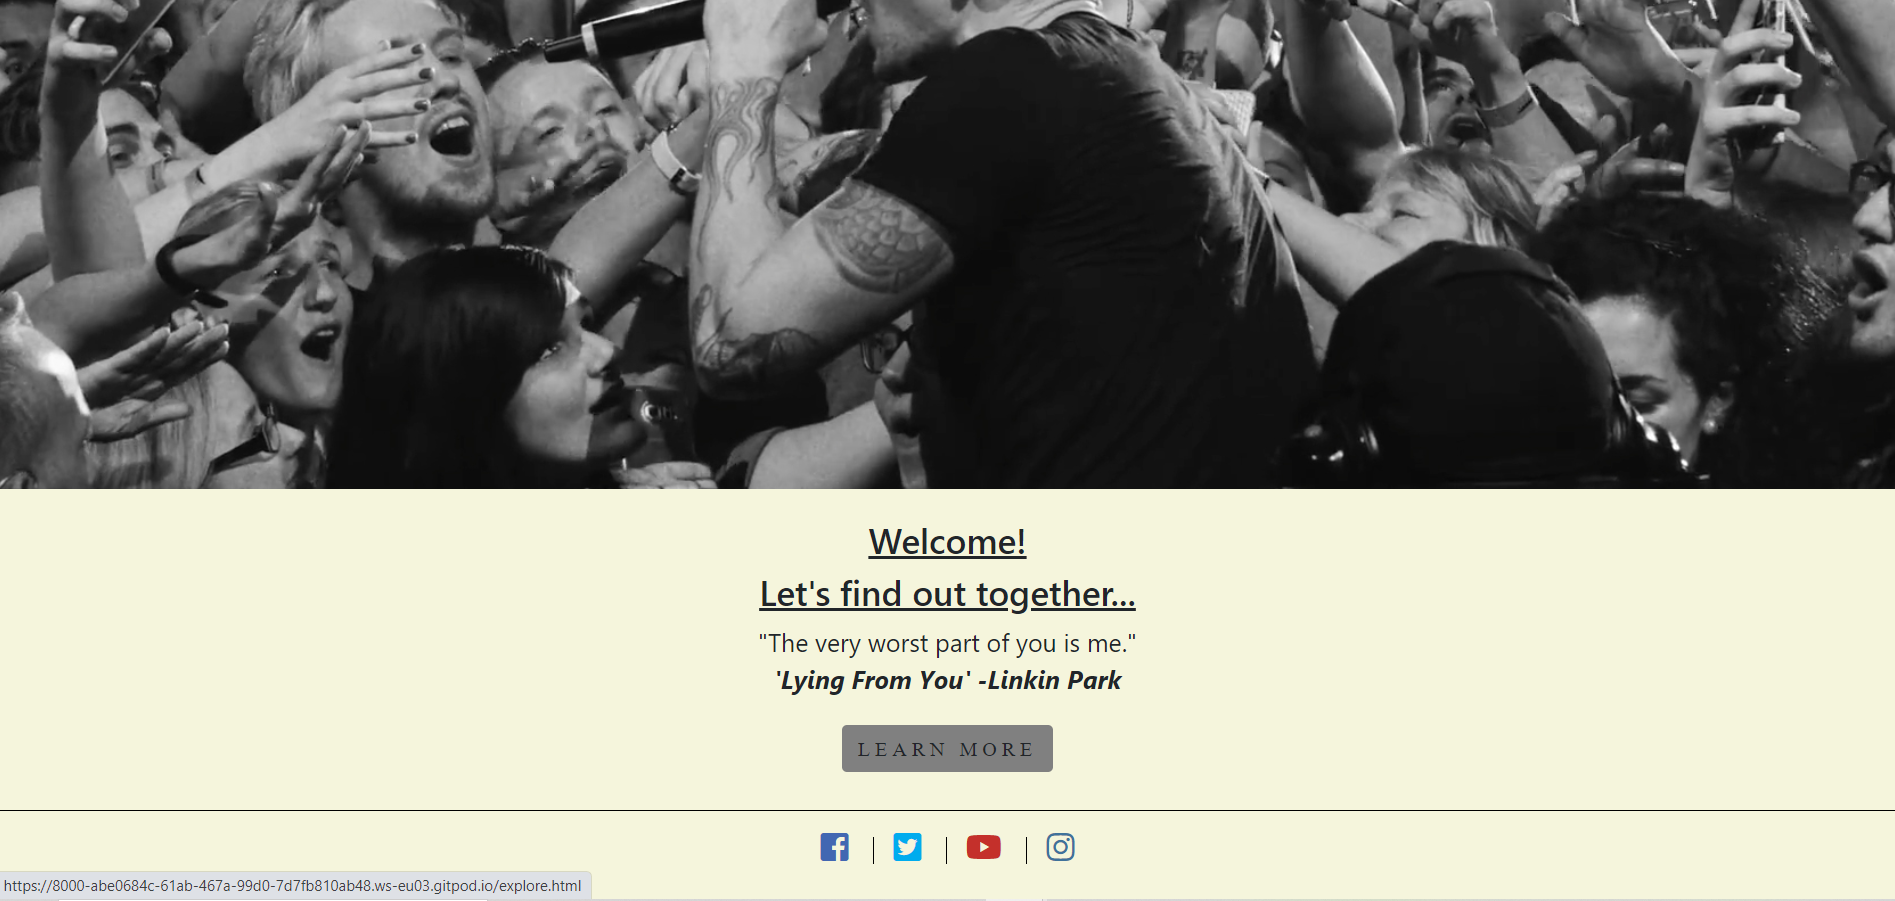 Welcome!
Let's find out together...
"The very worst part of you is me."
'Lying From You' -Linkin Park
LEARN MORE
https://8000-abe0684c-61ab-467a-99d0-7d7fb810ab48.ws-eu03.gitpod.io/explore.html